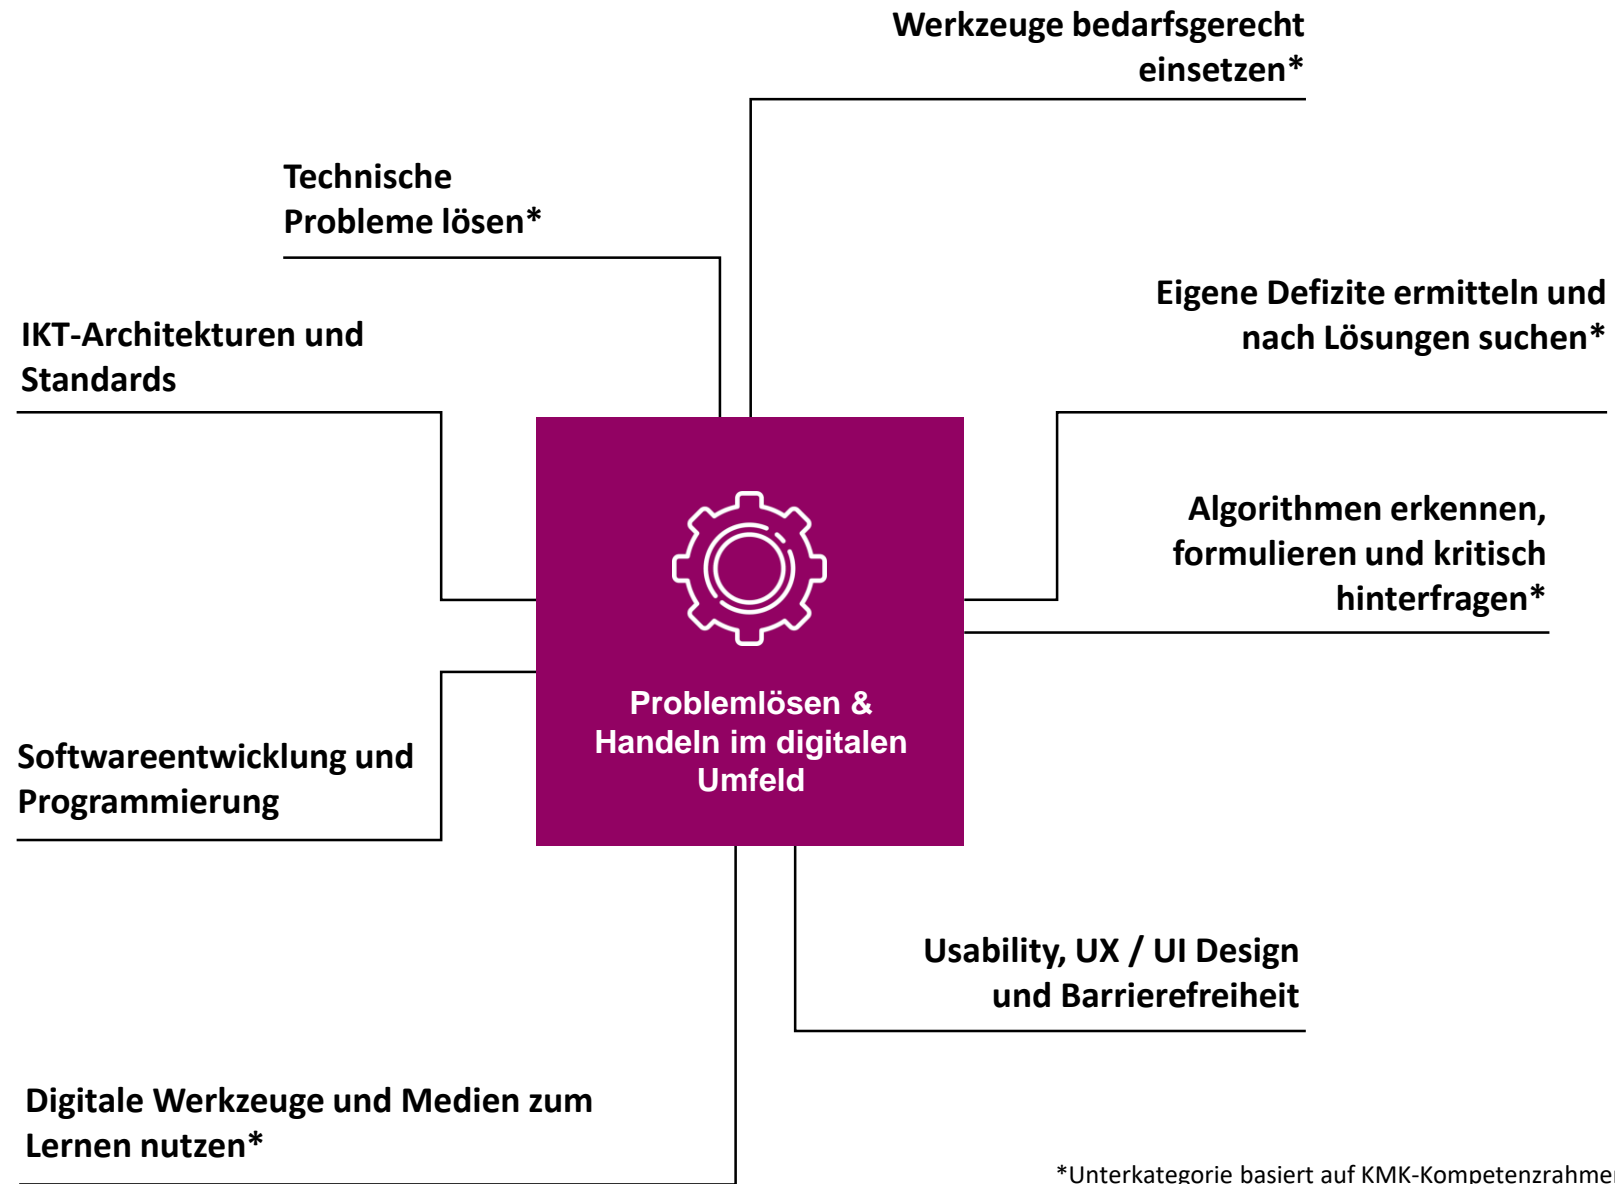 Werkzeuge bedarfsgerecht
einsetzen*
Technische
Probleme lösen*
Eigene Defizite ermitteln und
nach Lösungen suchen*
IKT-Architekturen und
Standards
Algorithmen erkennen,
formulieren und kritisch
hinterfragen*
Problemlösen &
Handeln im digitalen
Umfeld
Softwareentwicklung und
Programmierung
Usability, UX / UI Design
und Barrierefreiheit
Digitale Werkzeuge und Medien zum
Lernen nutzen*
*Unterkategorie basiert auf KMK-Kompetenzrahmen